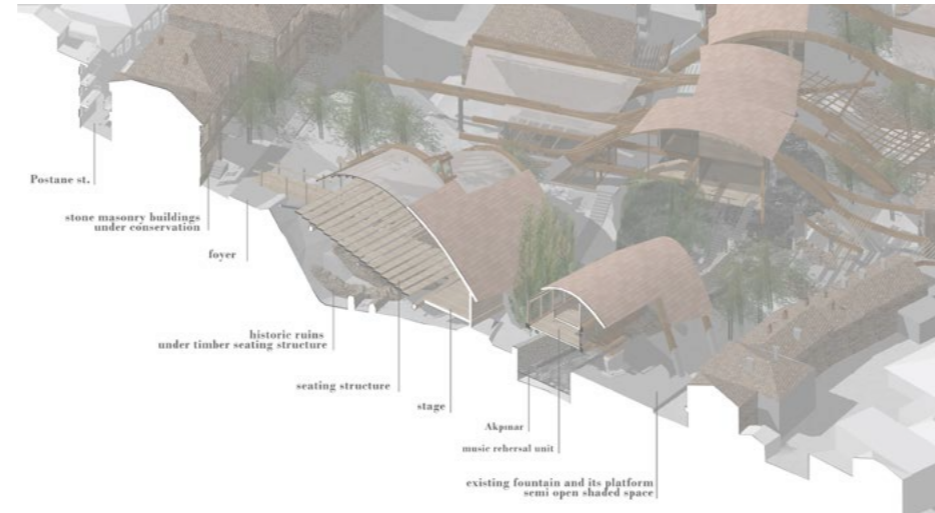 Postane st.
stone masonry buildings
under conservation
foyer
historic ruins
under timber seating structure
seating structure
stage
Akpınar
music rehersal unit
existing fountain and its platform
semi open shaded space